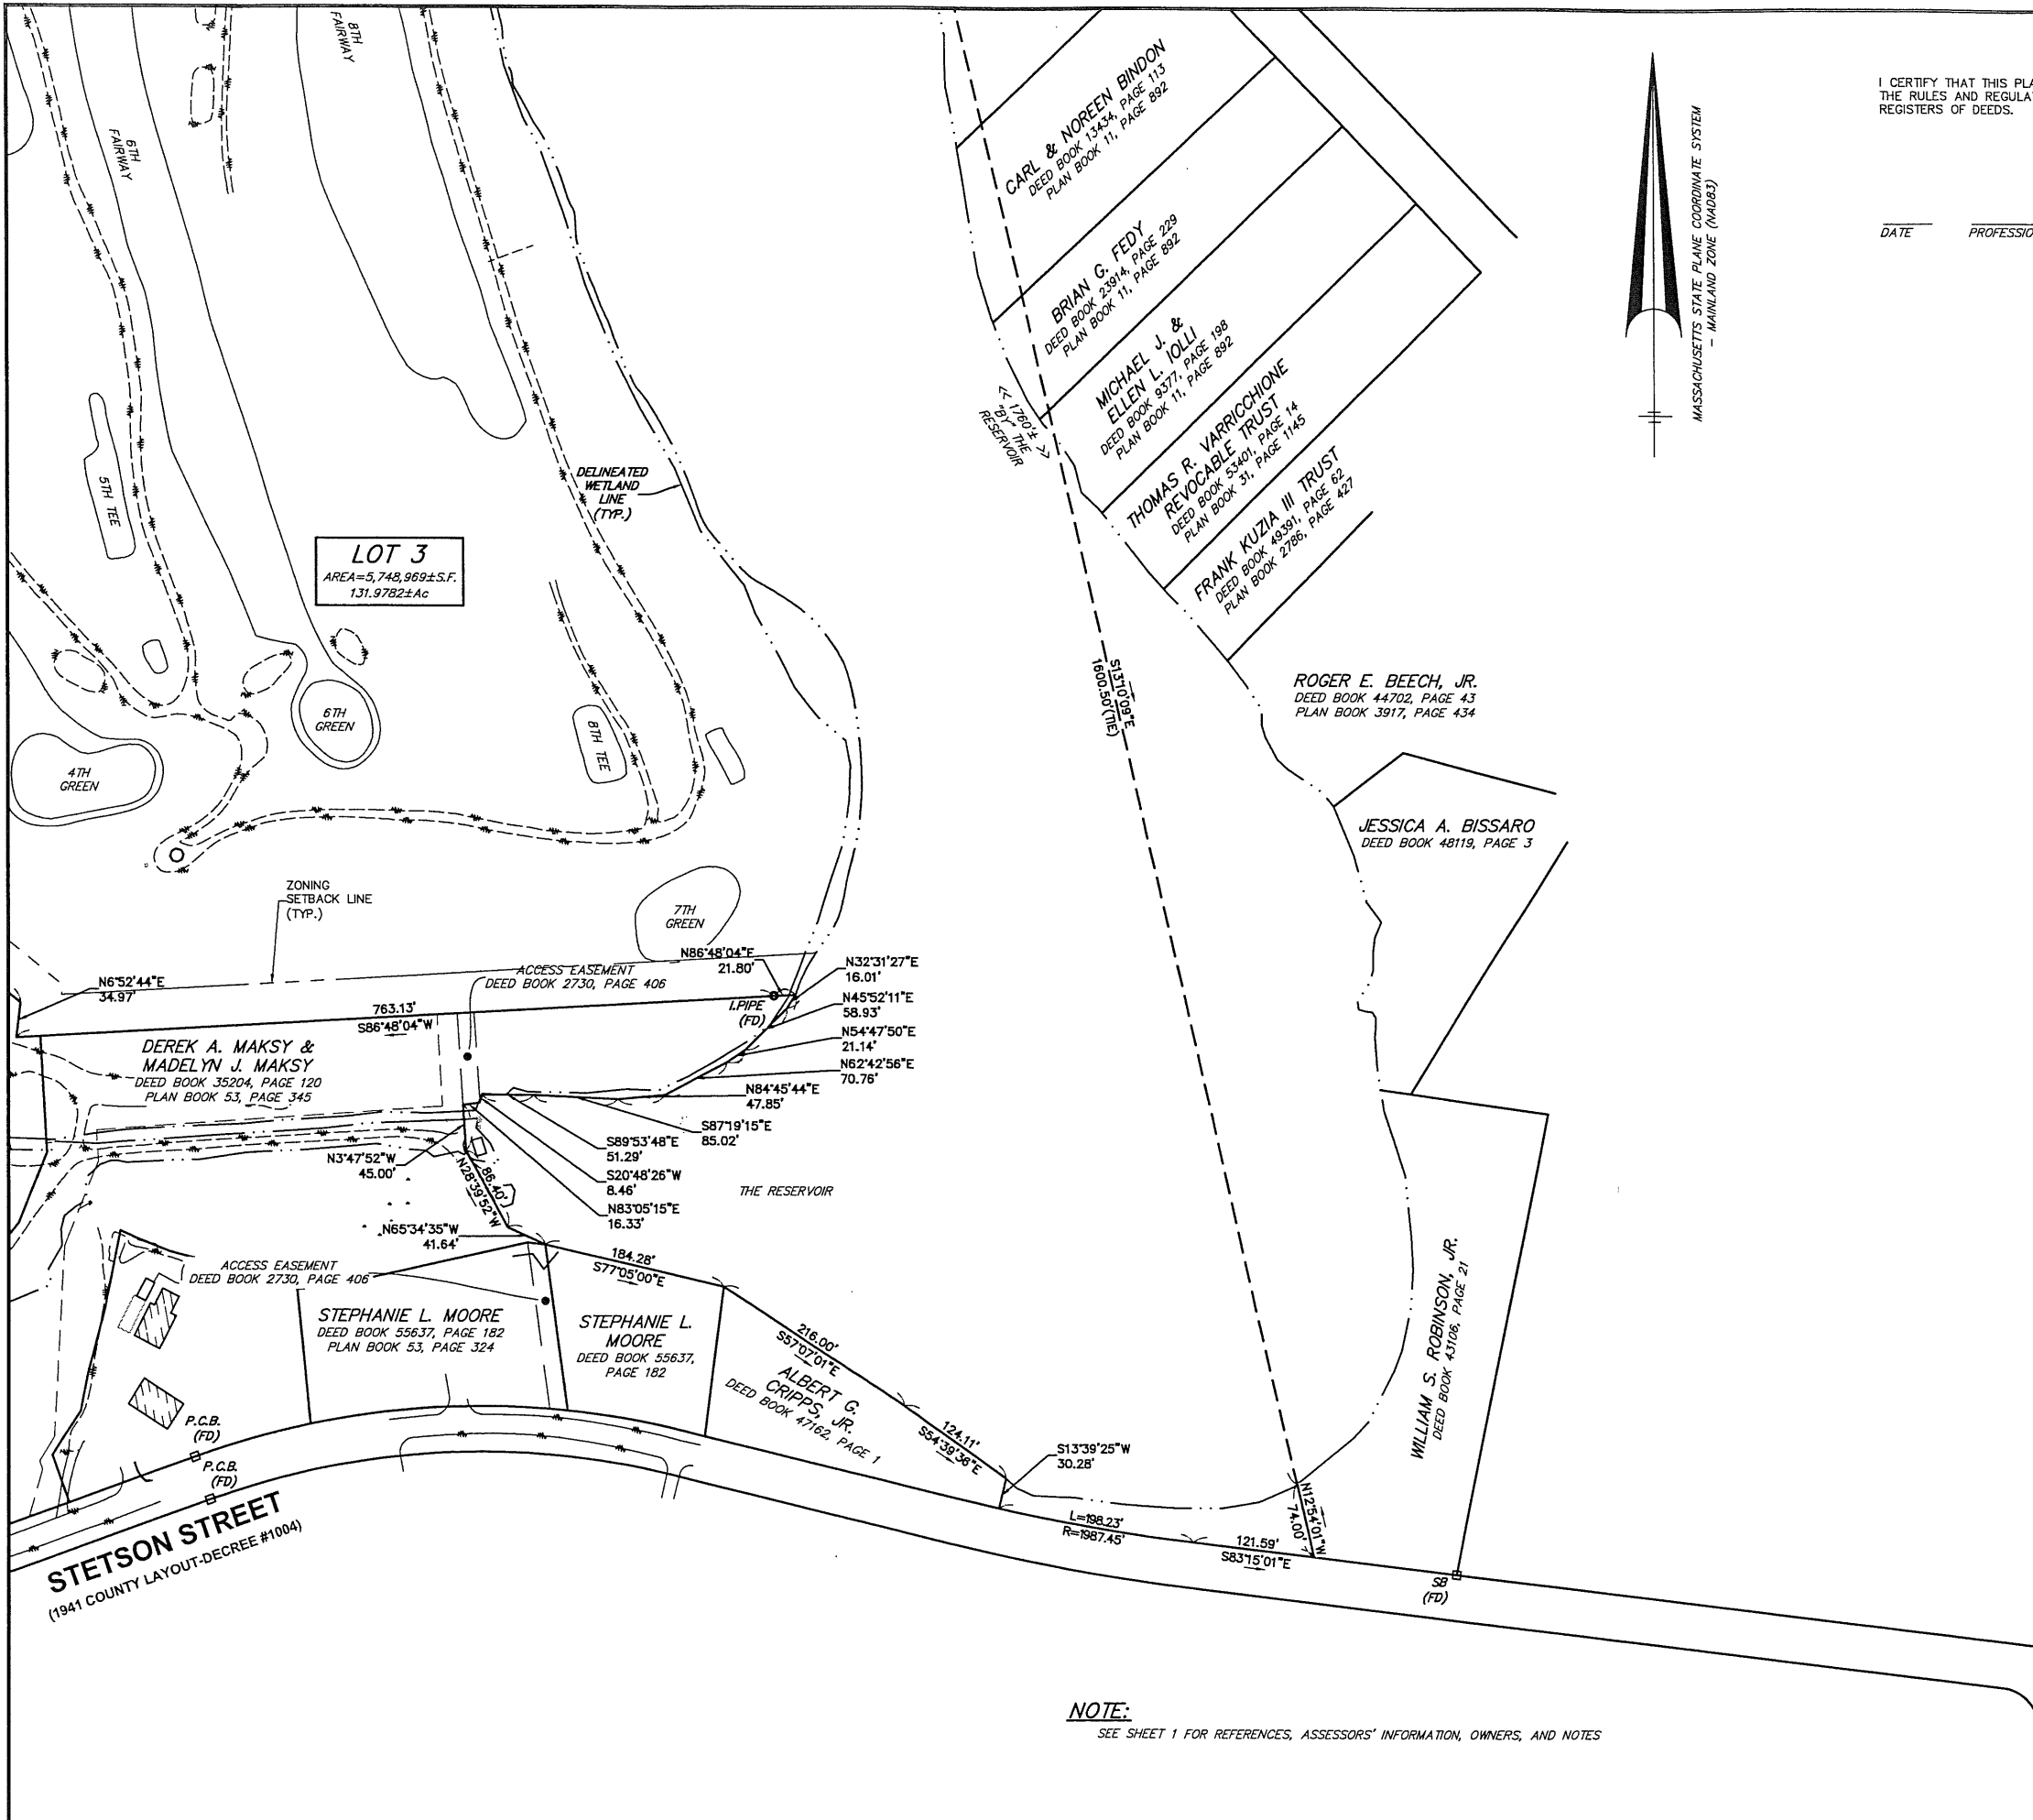 8TH
FAIRWAY
6TH
FAIRWAY
5TH TEE
LOT 3
AREA=5,748,969±S.F.
131.9782±Ac
DELINEATED
WETLAND
LINE
(TYP.)
6TH
GREEN
4TH
GREEN
8TH TEE
7TH
GREEN
ZONING
SETBACK LINE
(TYP.)
CARL & NOREEN BINDON
DEED BOOK 13434, PAGE 113
PLAN BOOK 11, PAGE 892
BRIAN G. FEDY
DEED BOOK 23914, PAGE 229
PLAN BOOK 11, PAGE 892
MICHAEL J. &
ELLEN L. IOLLI
DEED BOOK 9377, PAGE 198
PLAN BOOK 11, PAGE 892
THOMAS R. VARRICCHIONE
REVOCABLE TRUST
DEED BOOK 53401, PAGE 14
PLAN BOOK 31, PAGE 1145
FRANK KUZIA III TRUST
DEED BOOK 49391, PAGE 62
PLAN BOOK 2786, PAGE 427
<< 1760'± >>
"BY" THE
RESERVOIR
S13°10'09"E
1600.50'(TIE)
ROGER E. BEECH, JR.
DEED BOOK 44702, PAGE 43
PLAN BOOK 3917, PAGE 434
JESSICA A. BISSARO
DEED BOOK 48119, PAGE 3
MASSACHUSETTS STATE PLANE COORDINATE SYSTEM
- MAINLAND ZONE (NAD83)
I CERTIFY THAT THIS PLA
THE RULES AND REGULA
REGISTERS OF DEEDS.
DATE
PROFESSIO
N6°52'44"E
34.97'
763.13'
S86°48'04"W
ACCESS EASEMENT
DEED BOOK 2730, PAGE 406
N86°48'04"E
21.80'
I.PIPE
(FD)
N32°31'27"E
16.01'
N45°52'11"E
58.93'
N54°47'50"E
21.14'
N62°42'56"E
70.76'
N84°45'44"E
47.85'
S87°19'15"E
85.02'
S89°53'48"E
51.29'
S20°48'26"W
8.46'
N83°05'15"E
16.33'
DEREK A. MAKSY &
MADELYN J. MAKSY
DEED BOOK 35204, PAGE 120
PLAN BOOK 53, PAGE 345
N3°47'52"W
45.00'
86.40'
N28°39'52"W
N65°34'35"W
41.64'
THE RESERVOIR
ACCESS EASEMENT
DEED BOOK 2730, PAGE 406
184.28'
S77°05'00"E
STEPHANIE L. MOORE
DEED BOOK 55637, PAGE 182
PLAN BOOK 53, PAGE 324
STEPHANIE L.
MOORE
DEED BOOK 55637,
PAGE 182
216.00'
S57°07'01"E
ALBERT G.
CRIPPS, JR.
DEED BOOK 47162, PAGE 1
124.11'
S54°39'36"E
S13°39'25"W
30.28'
L=198.23'
R=1987.45'
121.59'
S83°15'01"E
N12°54'01"W
74.00'
WILLIAM S. ROBINSON, JR.
DEED BOOK 43106, PAGE 21
SB
(FD)
P.C.B.
(FD)
P.C.B.
(FD)
STETSON STREET
(1941 COUNTY LAYOUT-DECREE #1004)
NOTE:
SEE SHEET 1 FOR REFERENCES, ASSESSORS' INFORMATION, OWNERS, AND NOTES